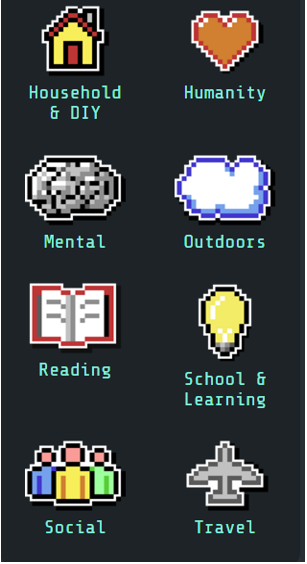 Household
& DIY
Humanity
Mental
Outdoors
Reading
School &
Learning
Social
Travel